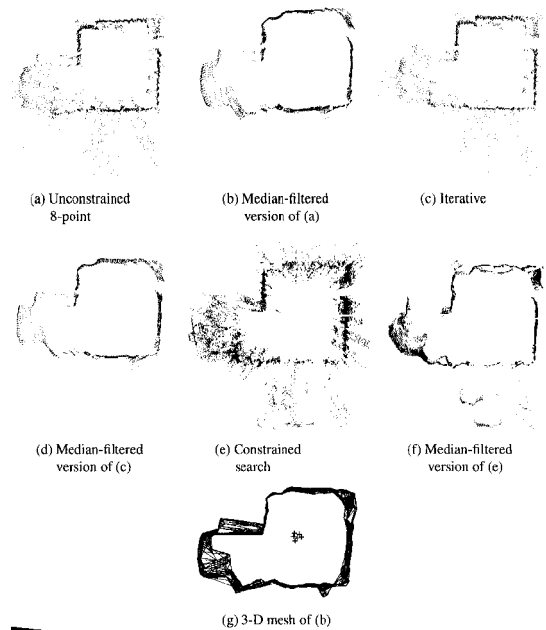 (a) Unconstrained
8-point
(b) Median-filtered
version of (a)
(c) Iterative
(d) Median-filtered
version of (c)
(e) Constrained
search
(f) Median-filtered
version of (e)
(g) 3-D mesh of (b)